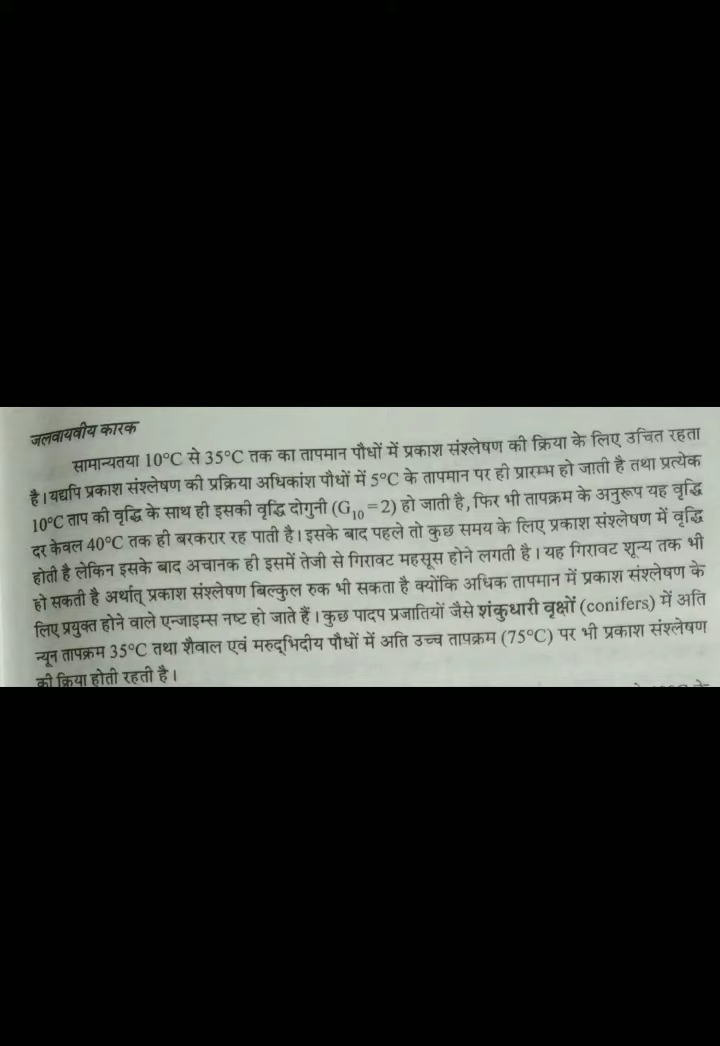 जलवायवीय कारक
सामान्यतया 10°C से 35°C तक का तापमान पौधों में प्रकाश संश्लेषण की क्रिया के लिए उचित रहता
है। यद्यपि प्रकाश संश्लेषण की प्रक्रिया अधिकांश पौधों में 5°C के तापमान पर ही प्रारम्भ हो जाती है तथा प्रत्येक
10°C ताप की वृद्धि के साथ ही इसकी वृद्धि दोगुनी (G₁₀ = 2) हो जाती है, फिर भी तापक्रम के अनुरूप यह वृद्धि
दर केवल 40°C तक ही बरकरार रह पाती है। इसके बाद पहले तो कुछ समय के लिए प्रकाश संश्लेषण में वृद्धि
होती है लेकिन इसके बाद अचानक ही इसमें तेजी से गिरावट महसूस होने लगती है। यह गिरावट शून्य तक भी
हो सकती है अर्थात् प्रकाश संश्लेषण बिल्कुल रुक भी सकता है क्योंकि अधिक तापमान में प्रकाश संश्लेषण के
लिए प्रयुक्त होने वाले एन्जाइम्स नष्ट हो जाते हैं। कुछ पादप प्रजातियों जैसे शंकुधारी वृक्षों (conifers) में अति
न्यून तापक्रम 35°C तथा शैवाल एवं मरुद्भिदीय पौधों में अति उच्च तापक्रम (75°C) पर भी प्रकाश संश्लेषण
की क्रिया होती रहती है।